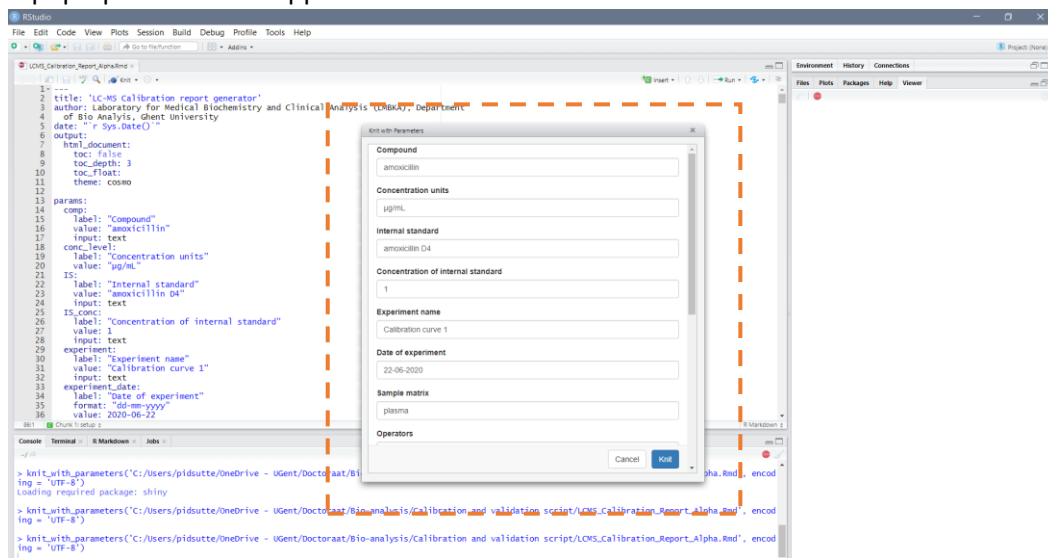 RStudio
File Edit Code View Plots Session Build Debug Profile Tools Help
Go to file/function Addins
Project: (None)
LCMS_Calibration_Report_Alpha.Rmd
Knit Insert Run
1 ---
2 title: 'LC-MS Calibration report generator'
3 author: Laboratory for Medical Biochemistry and Clinical Analysis (LMBKA), Department
4 of Bio Analyis, Ghent University
5 date: "`r Sys.Date()`"
6 output:
7 html_document:
8 toc: false
9 toc_depth: 3
10 toc_float:
11 theme: cosmo
12
13 params:
14 comp:
15 label: "Compound"
16 value: "amoxicillin"
17 input: text
18 conc_level:
19 label: "Concentration units"
20 value: "µg/mL"
21 IS:
22 label: "Internal standard"
23 value: "amoxicillin D4"
24 input: text
25 IS_conc:
26 label: "Concentration of internal standard"
27 value: 1
28 input: text
29 experiment:
30 label: "Experiment name"
31 value: "Calibration curve 1"
32 input: text
33 experiment_date:
34 label: "Date of experiment"
35 format: "dd-mm-yyyy"
36 value: 2020-06-22
Chunk 1: setup R Markdown
Knit with Parameters
Compound
amoxicillin
Concentration units
µg/mL
Internal standard
amoxicillin D4
Concentration of internal standard
1
Experiment name
Calibration curve 1
Date of experiment
22-06-2020
Sample matrix
plasma
Operators
Cancel Knit
Environment History Connections
Files Plots Packages Help Viewer
Console Terminal R Markdown Jobs
~/
> knit_with_parameters('C:/Users/pidsutte/OneDrive - UGent/Doctoraat/Bi pha.Rmd', encod
ing = 'UTF-8')
Loading required package: shiny
> knit_with_parameters('C:/Users/pidsutte/OneDrive - UGent/Doctoraat/Bio-analysis/Calibration and validation script/LCMS_Calibration_Report_Alpha.Rmd', encod
ing = 'UTF-8')
> knit_with_parameters('C:/Users/pidsutte/OneDrive - UGent/Doctoraat/Bio-analysis/Calibration and validation script/LCMS_Calibration_Report_Alpha.Rmd', encod
ing = 'UTF-8')